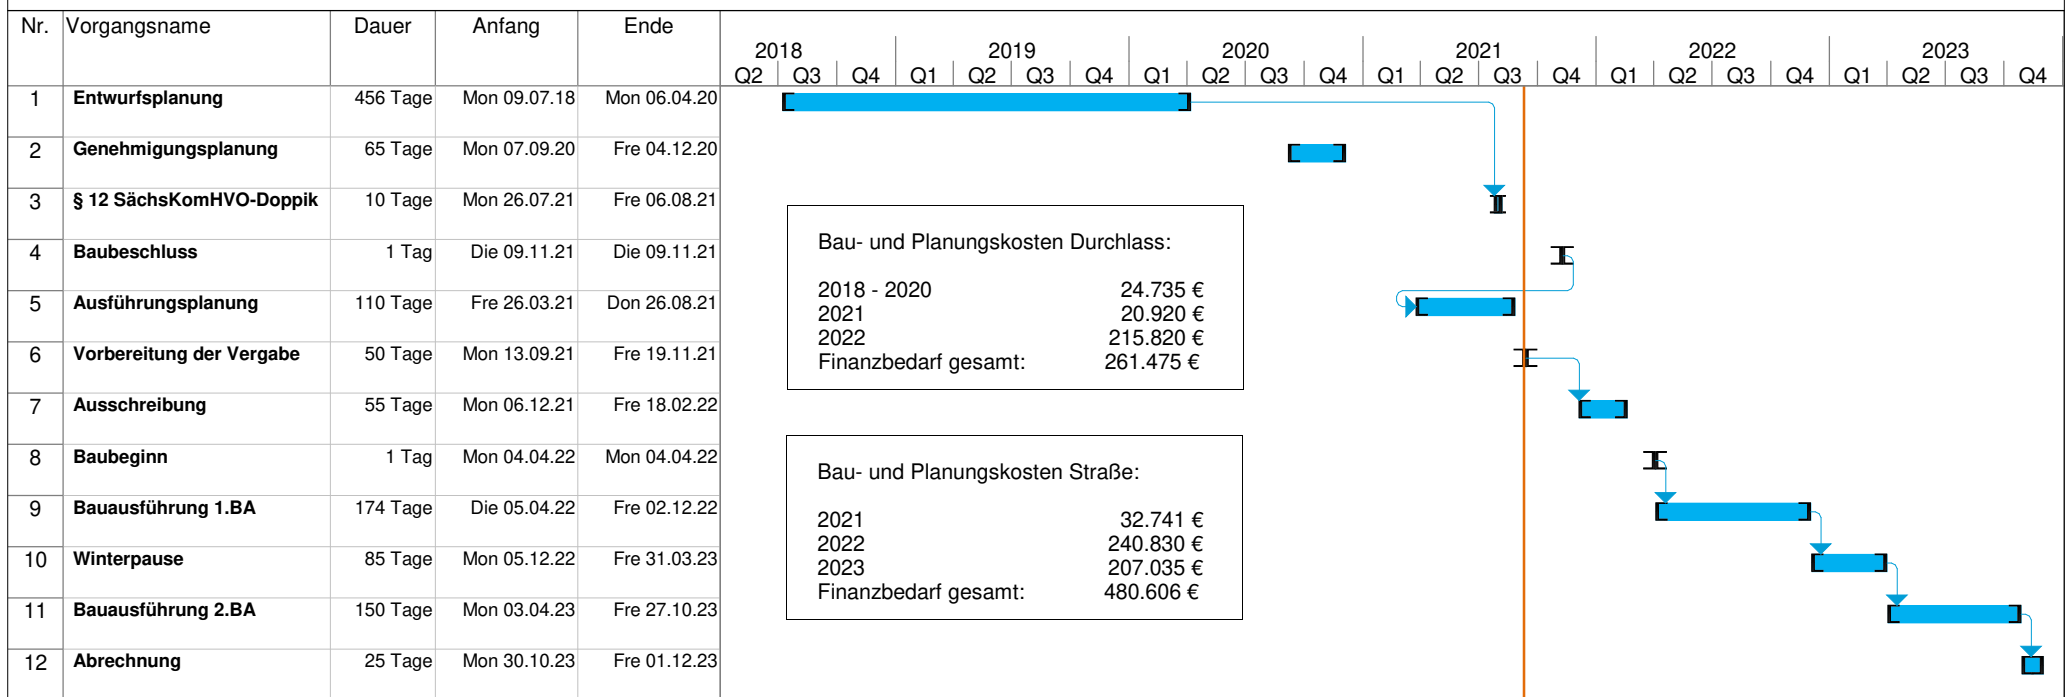 Nr. Vorgangsname Dauer Anfang Ende
2018 2019 2020 2021 2022 2023
Q2 Q3 Q4 Q1 Q2 Q3 Q4 Q1 Q2 Q3 Q4 Q1 Q2 Q3 Q4 Q1 Q2 Q3 Q4 Q1 Q2 Q3 Q4
1 Entwurfsplanung 456 Tage Mon 09.07.18 Mon 06.04.20
2 Genehmigungsplanung 65 Tage Mon 07.09.20 Fre 04.12.20
3 § 12 SächsKomHVO-Doppik 10 Tage Mon 26.07.21 Fre 06.08.21
4 Baubeschluss 1 Tag Die 09.11.21 Die 09.11.21
5 Ausführungsplanung 110 Tage Fre 26.03.21 Don 26.08.21
6 Vorbereitung der Vergabe 50 Tage Mon 13.09.21 Fre 19.11.21
7 Ausschreibung 55 Tage Mon 06.12.21 Fre 18.02.22
8 Baubeginn 1 Tag Mon 04.04.22 Mon 04.04.22
9 Bauausführung 1.BA 174 Tage Die 05.04.22 Fre 02.12.22
10 Winterpause 85 Tage Mon 05.12.22 Fre 31.03.23
11 Bauausführung 2.BA 150 Tage Mon 03.04.23 Fre 27.10.23
12 Abrechnung 25 Tage Mon 30.10.23 Fre 01.12.23
Bau- und Planungskosten Durchlass:
2018 - 2020 24.735 €
2021 20.920 €
2022 215.820 €
Finanzbedarf gesamt: 261.475 €
Bau- und Planungskosten Straße:
2021 32.741 €
2022 240.830 €
2023 207.035 €
Finanzbedarf gesamt: 480.606 €